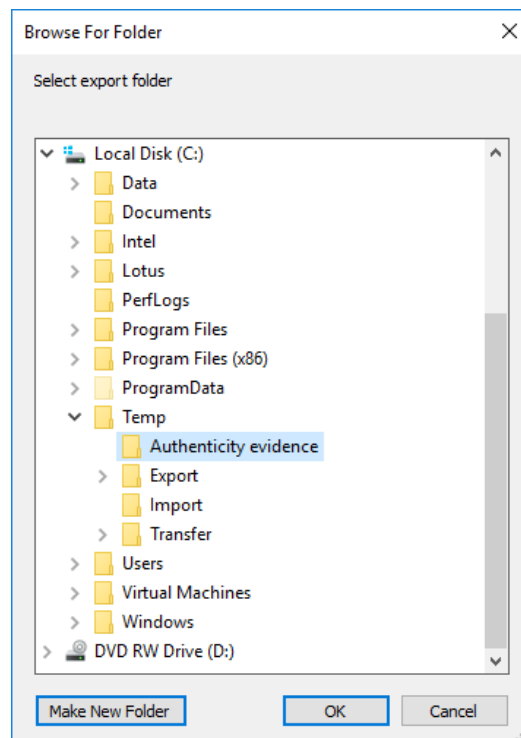 Browse For Folder
Select export folder
Local Disk (C:)
Data
Documents
Intel
Lotus
PerfLogs
Program Files
Program Files (x86)
ProgramData
Temp
Authenticity evidence
Export
Import
Transfer
Users
Virtual Machines
Windows
DVD RW Drive (D:)
Make New Folder OK Cancel